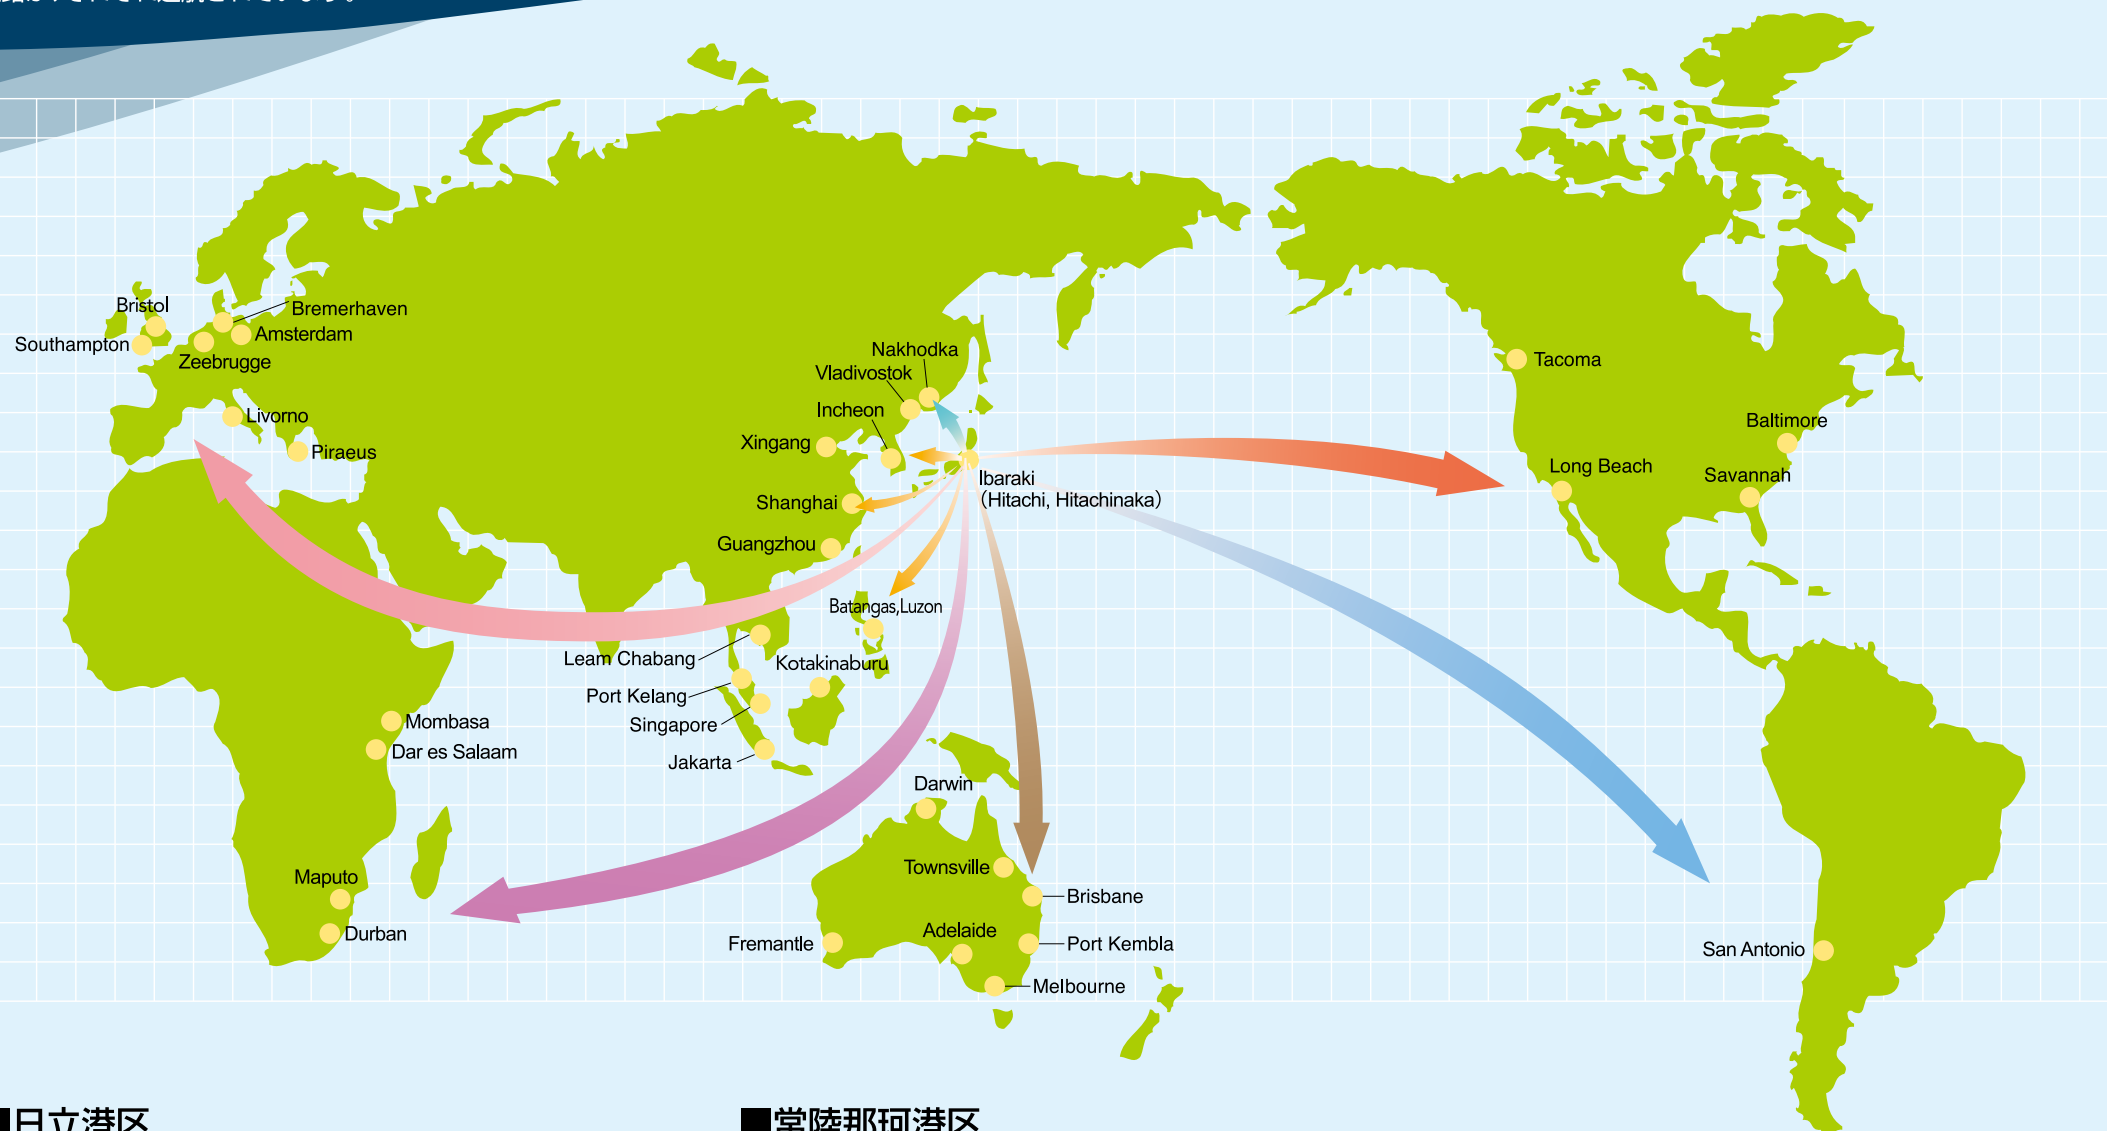 Bristol
Bremerhaven
Southampton
Amsterdam
Zeebrugge
Livorno
Piraeus
Nakhodka
Vladivostok
Incheon
Xingang
Shanghai
Guangzhou
Ibaraki
(Hitachi, Hitachinaka)
Batangas,Luzon
Leam Chabang
Kotakinaburu
Port Kelang
Singapore
Jakarta
Mombasa
Dar es Salaam
Maputo
Durban
Darwin
Townsville
Brisbane
Fremantle
Adelaide
Port Kembla
Melbourne
Tacoma
Baltimore
Long Beach
Savannah
San Antonio
■日立港区
■常陸那珂港区